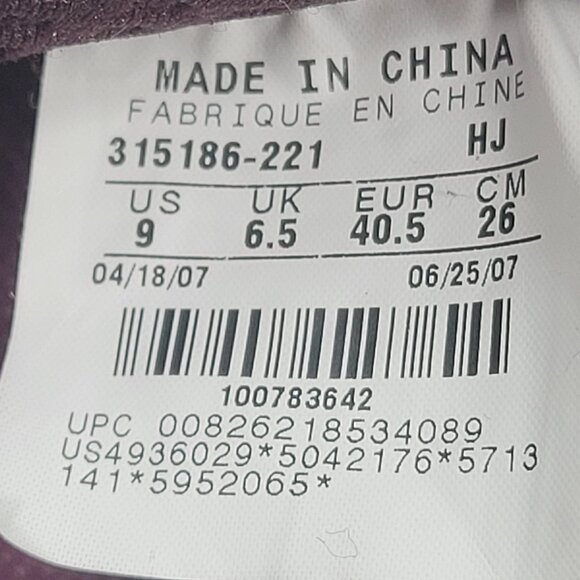 MADE IN CHINA
FABRIQUE EN CHINE
315186-221 HJ
US UK EUR CM
9 6.5 40.5 26
04/18/07 06/25/07
100783642
UPC 00826218534089
US4936029*5042176*5713
141*5952065*